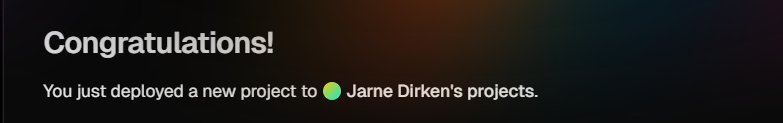 Congratulations!
You just deployed a new project to Jarne Dirken's projects.